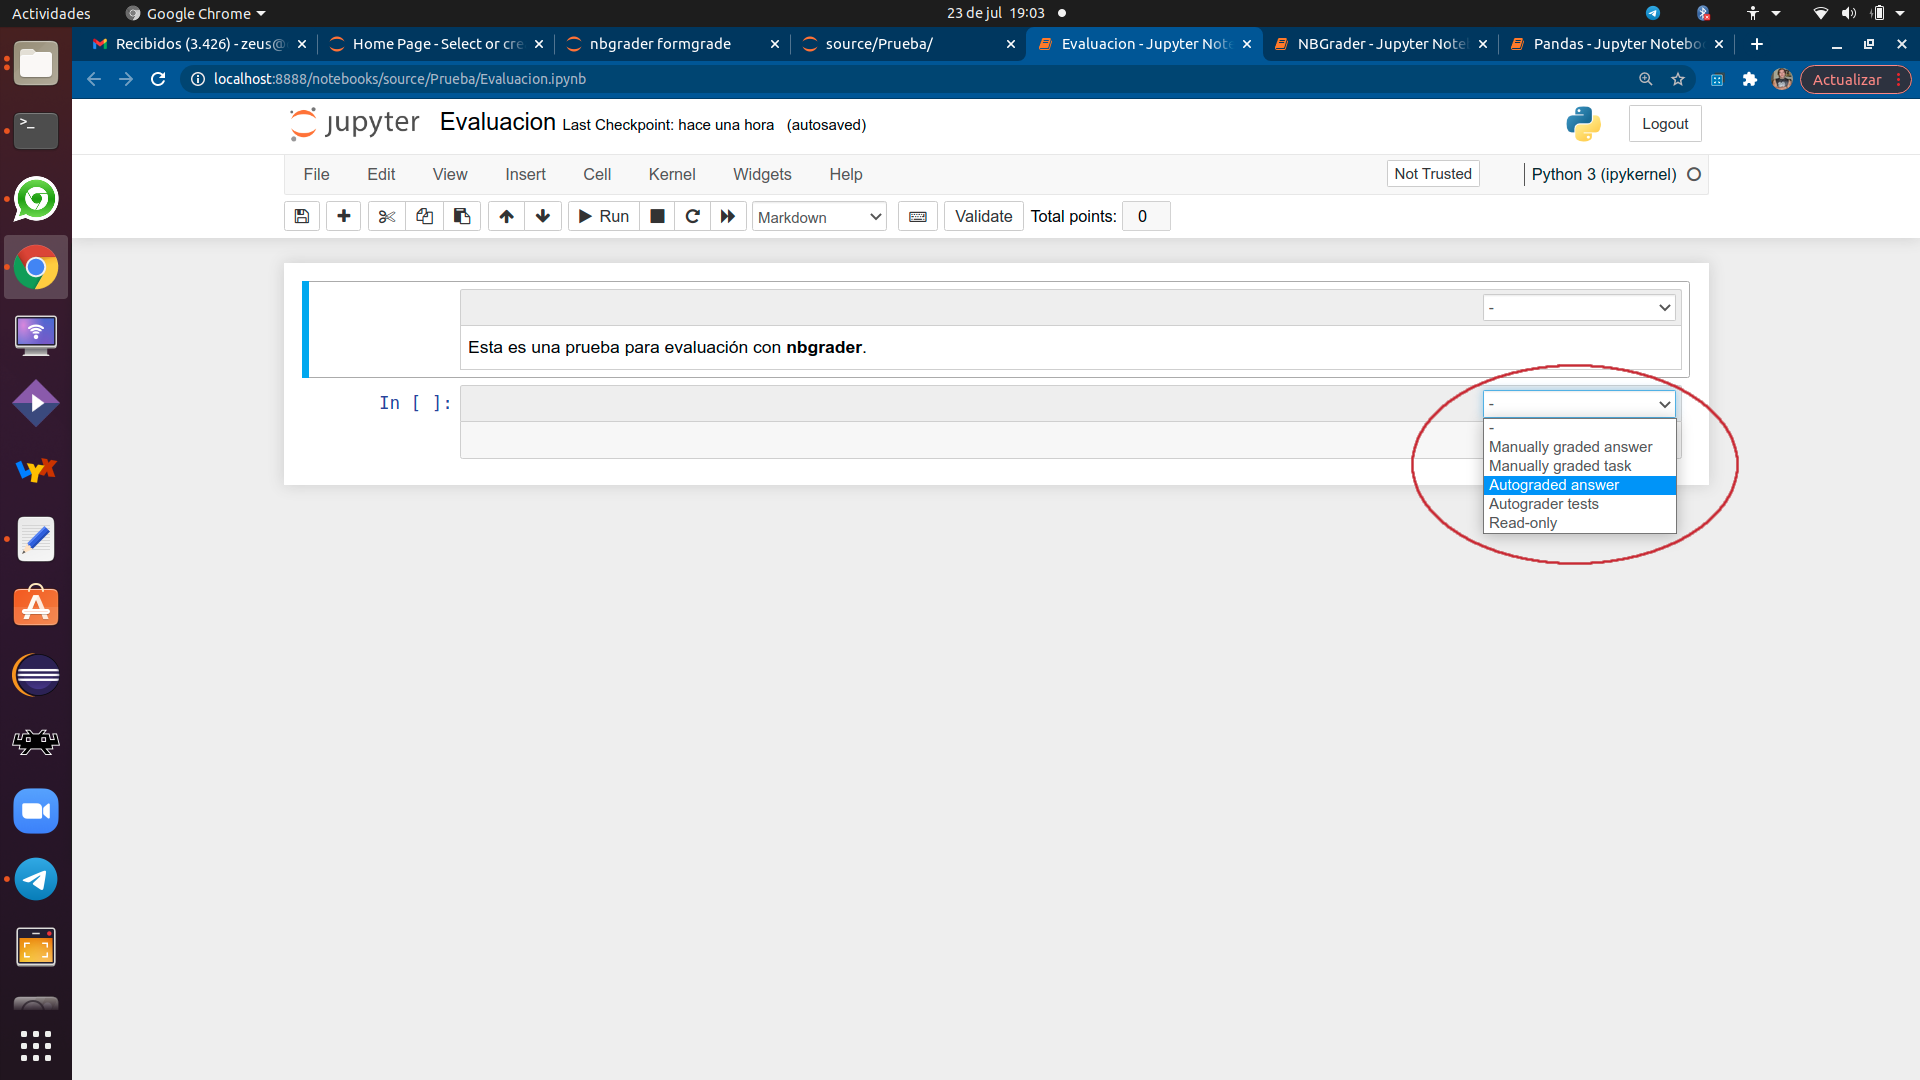 Actividades
Google Chrome
23 de jul 19:03
Recibidos (3.426) - zeus@
Home Page - Select or cre
nbgrader formgrade
source/Prueba/
Evaluacion - Jupyter Note
NBGrader - Jupyter Notel
Pandas - Jupyter Notebo
localhost:8888/notebooks/source/Prueba/Evaluacion.ipynb
Actualizar
jupyter
Evaluacion Last Checkpoint: hace una hora (autosaved)
Logout
File Edit View Insert Cell Kernel Widgets Help
Not Trusted
Python 3 (ipykernel)
Run
Markdown
Validate
Total points: 0
-
Esta es una prueba para evaluación con nbgrader.
In [ ]:
-
-
Manually graded answer
Manually graded task
Autograded answer
Autograder tests
Read-only